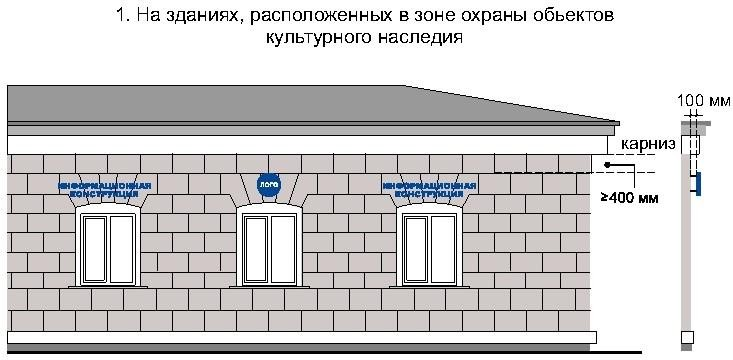 1. На зданиях, расположенных в зоне охраны обьектов
культурного наследия
100 мм
карниз
ИНФОРМАЦИОННАЯ
КОНСТРУКЦИЯ
лого
ИНФОРМАЦИОННАЯ
КОНСТРУКЦИЯ
≥400 мм